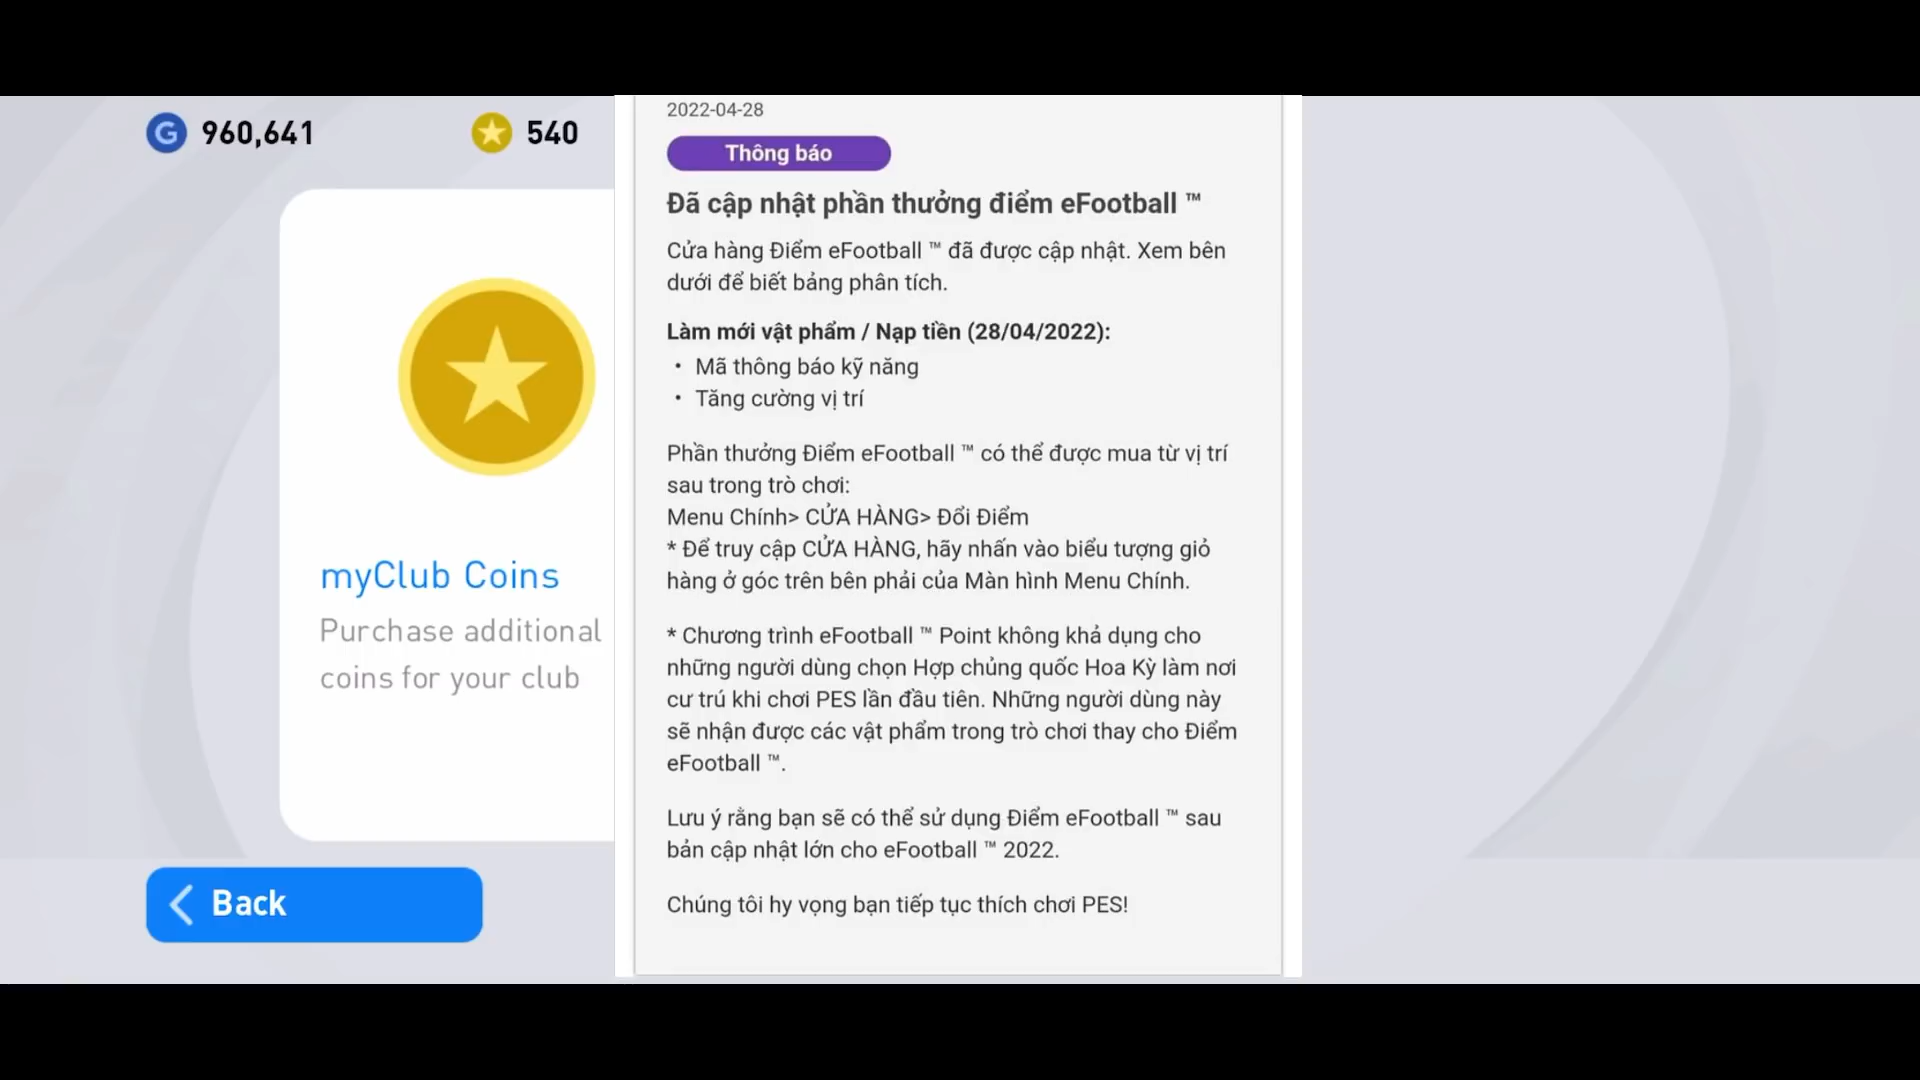 960,641
540
myClub Coins
Purchase additional
coins for your club
Back
2022-04-28
Thông báo
Đã cập nhật phần thưởng điểm eFootball ™
Cửa hàng Điểm eFootball ™ đã được cập nhật. Xem bên
dưới để biết bảng phân tích.
Làm mới vật phẩm / Nạp tiền (28/04/2022):
• Mã thông báo kỹ năng
• Tăng cường vị trí
Phần thưởng Điểm eFootball ™ có thể được mua từ vị trí
sau trong trò chơi:
Menu Chính> CỬA HÀNG> Đổi Điểm
* Để truy cập CỬA HÀNG, hãy nhấn vào biểu tượng giỏ
hàng ở góc trên bên phải của Màn hình Menu Chính.
* Chương trình eFootball ™ Point không khả dụng cho
những người dùng chọn Hợp chủng quốc Hoa Kỳ làm nơi
cư trú khi chơi PES lần đầu tiên. Những người dùng này
sẽ nhận được các vật phẩm trong trò chơi thay cho Điểm
eFootball ™.
Lưu ý rằng bạn sẽ có thể sử dụng Điểm eFootball ™ sau
bản cập nhật lớn cho eFootball ™ 2022.
Chúng tôi hy vọng bạn tiếp tục thích chơi PES!